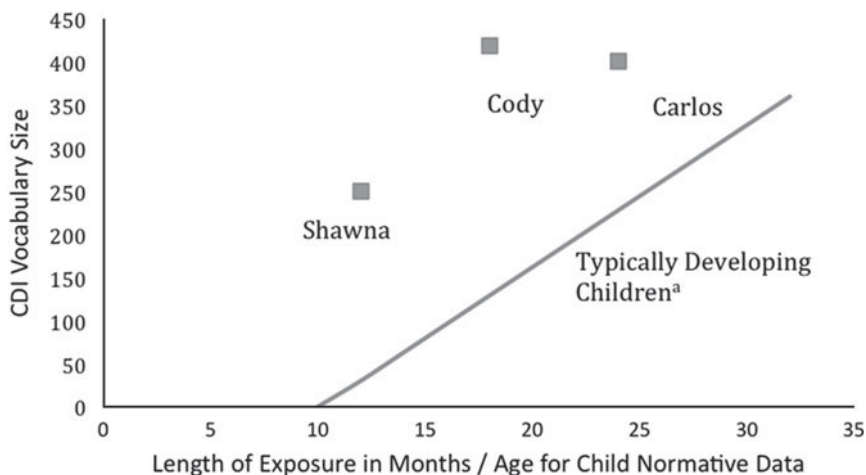 CDI Vocabulary Size
450
400
350
300
250
200
150
100
50
0
Cody
Carlos
Shawna
Typically Developing
Childrenᵃ
0 5 10 15 20 25 30 35
Length of Exposure in Months / Age for Child Normative Data